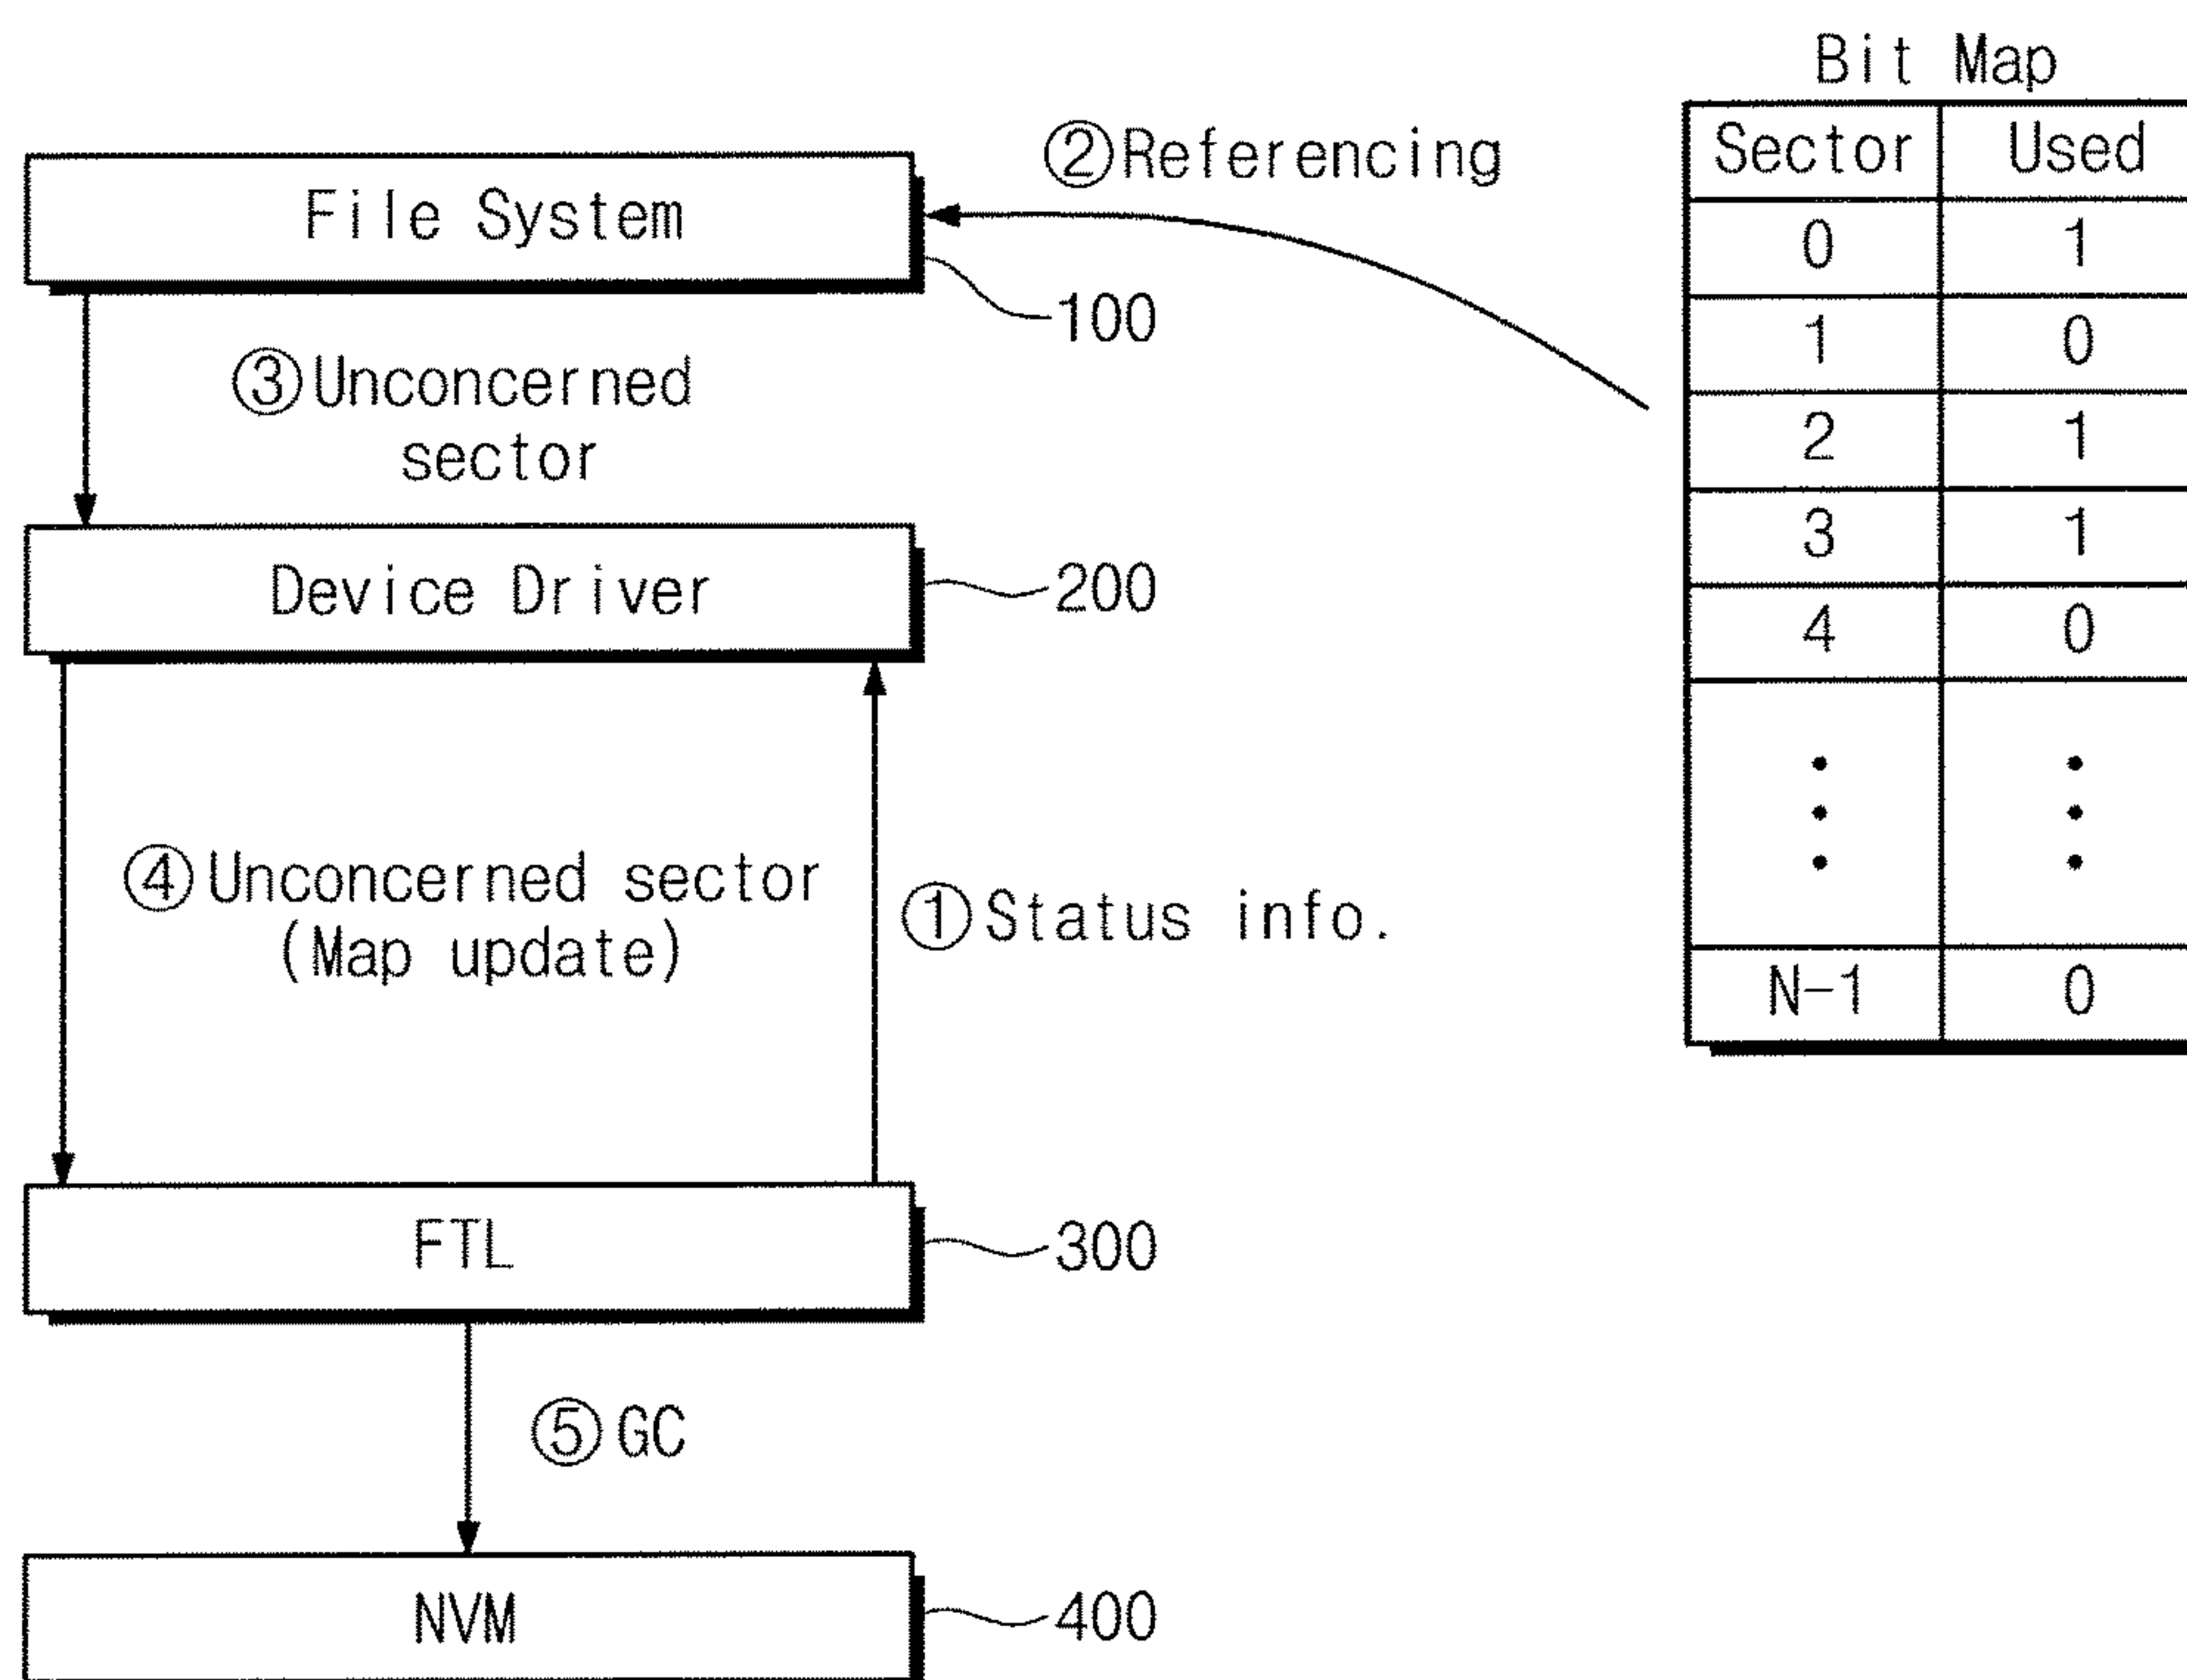 Bit Map
Sector Used
0 1
1 0
2 1
3 1
4 0
N-1 0
②Referencing
File System
100
③Unconcerned
sector
Device Driver
200
④Unconcerned sector
(Map update)
①Status info.
FTL
300
⑤GC
NVM
400